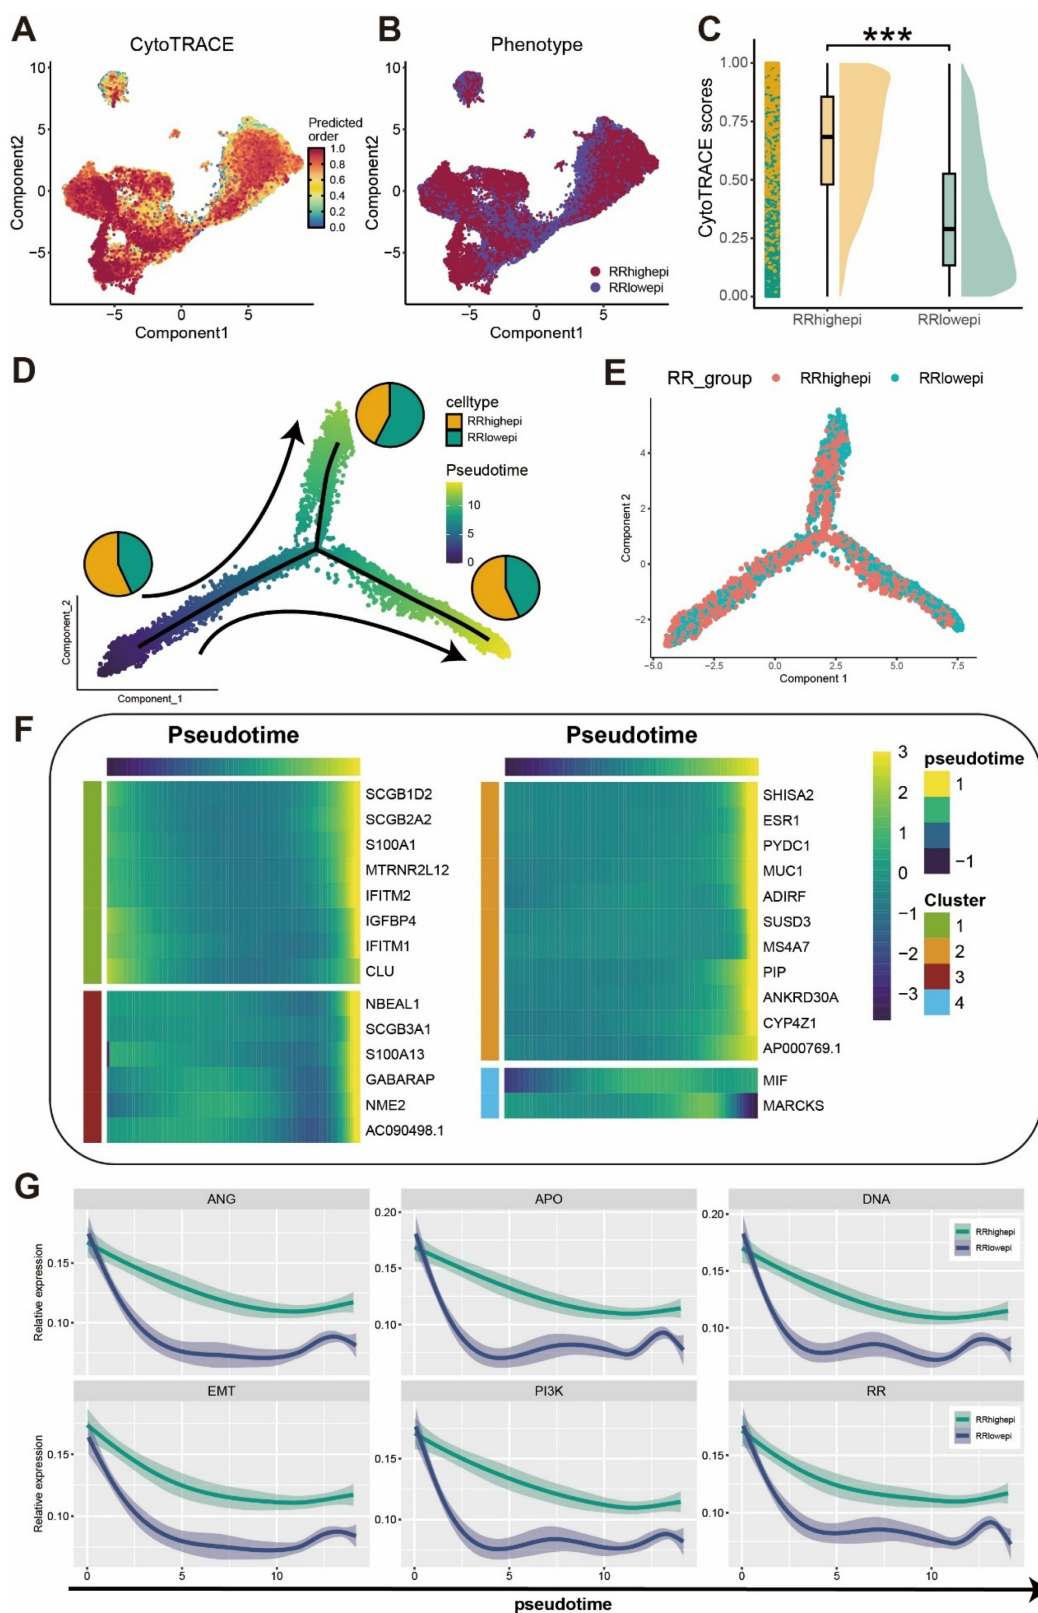 A
CytoTRACE
10
5
0
−5
Component2
−5
0
5
Component1
Predicted
order
1.0
0.8
0.6
0.4
0.2
0.0
B
Phenotype
10
5
0
−5
Component2
−5
0
5
Component1
RRhighepi
RRlowepi
C
***
CytoTRACE scores
1.00
0.75
0.50
0.25
0.00
RRhighepi
RRlowepi
D
celltype
RRhighepi
RRlowepi
Pseudotime
10
5
0
Component_2
Component_1
E
RR_group
RRhighepi
RRlowepi
Component 2
4
2
0
−2
−5.0
−2.5
0.0
2.5
5.0
7.5
Component 1
F
Pseudotime
SCGB1D2
SCGB2A2
S100A1
MTRNR2L12
IFITM2
IGFBP4
IFITM1
CLU
NBEAL1
SCGB3A1
S100A13
GABARAP
NME2
AC090498.1
Pseudotime
SHISA2
ESR1
PYDC1
MUC1
ADIRF
SUSD3
MS4A7
PIP
ANKRD30A
CYP4Z1
AP000769.1
MIF
MARCKS
3
2
1
0
−1
−2
−3
pseudotime
1
−1
Cluster
1
2
3
4
G
ANG
Relative expression
0.15
0.10
APO
0.20
0.15
0.10
DNA
0.20
0.15
0.10
RRhighepi
RRlowepi
EMT
Relative expression
0.15
0.10
0
5
10
PI3K
0.15
0.10
0
5
10
RR
0.15
0.10
RRhighepi
RRlowepi
0
5
10
pseudotime